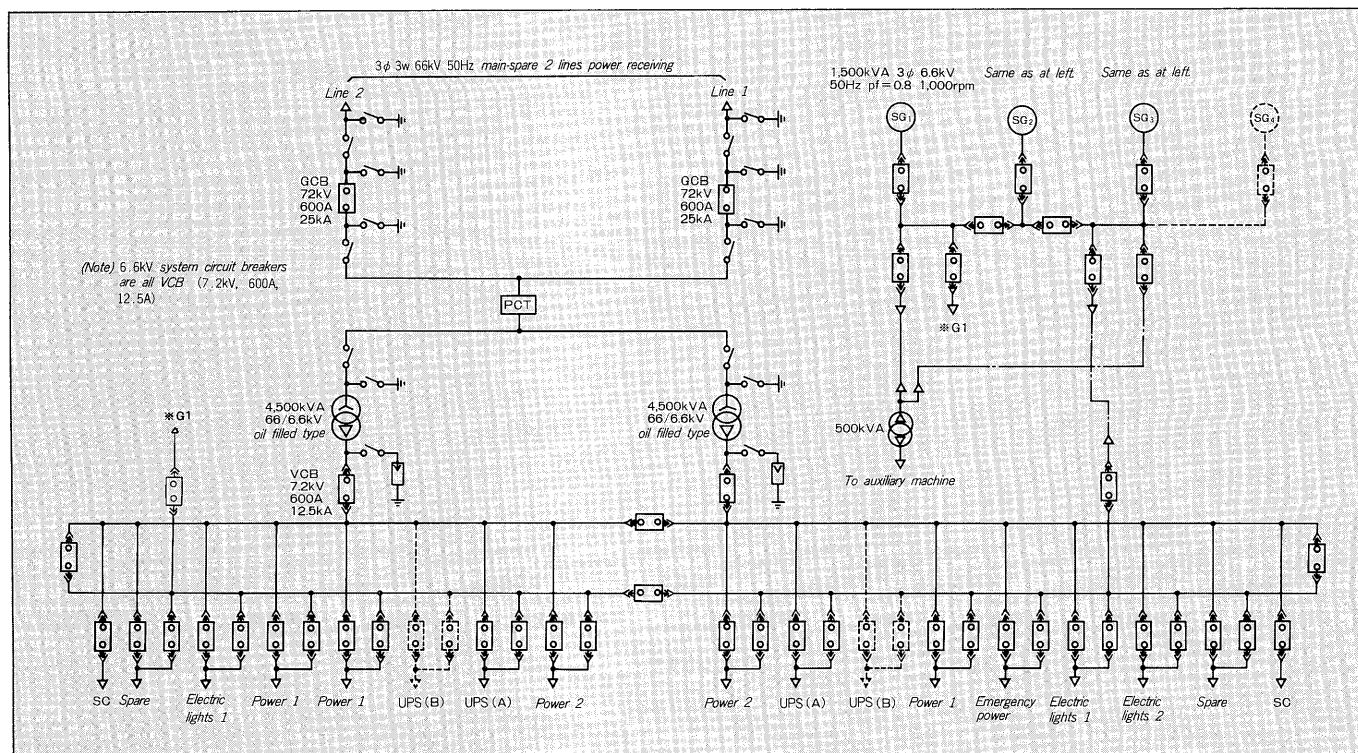 3φ 3w 66kV 50Hz main-spare 2 lines power receiving
Line 2
Line 1
1,500kVA 3φ 6.6kV
50Hz pf=0.8 1,000rpm
Same as at left.
Same as at left.
SG1
SG2
SG3
SG4
GCB
72kV
600A
25kA
GCB
72kV
600A
25kA
(Note) 6.6kV system circuit breakers
are all VCB (7.2kV, 600A,
12.5A)
PCT
※G1
※G1
4,500kVA
66/6.6kV
oil filled type
4,500kVA
66/6.6kV
oil filled type
500kVA
To auxiliary machine
VCB
7.2kV
600A
12.5kA
SC
Spare
Electric
lights 1
Power 1
Power 1
UPS(B)
UPS(A)
Power 2
Power 2
UPS(A)
UPS(B)
Power 1
Emergency
power
Electric
lights 1
Electric
lights 2
Spare
SC